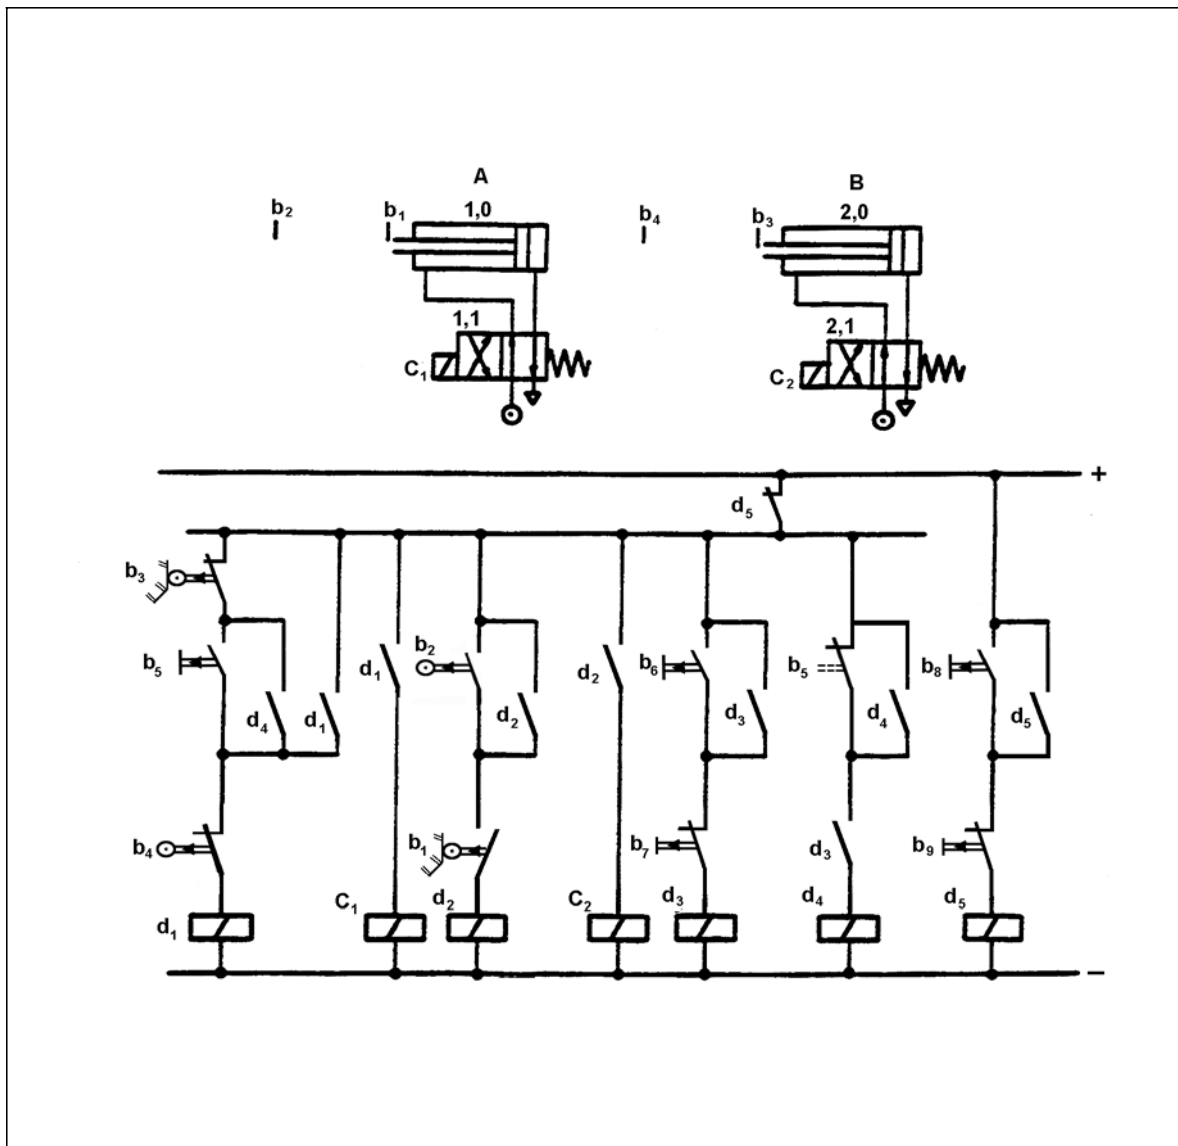 A B
b2 b1 1,0 b4 b3 2,0
1,1 2,1
C1 C2
+
d5
b3
b5 d1 b2 d2 b6 b5 b8
d4 d1 d2 d3 d4 d5
b4 b1 b7 d3 b9
d1 C1 d2 C2 d3 d4 d5
−